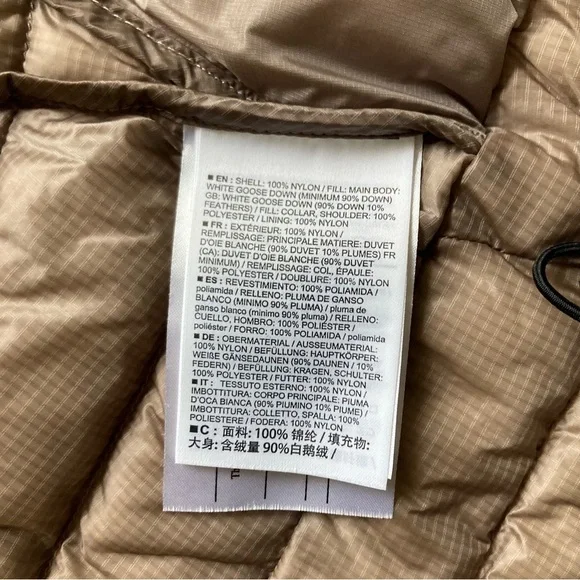 ■ EN : SHELL: 100% NYLON / FILL: MAIN BODY:
WHITE GOOSE DOWN (MINIMUM 90% DOWN)
GB: WHITE GOOSE DOWN (90% DOWN 10%
FEATHERS) / FILL: COLLAR, SHOULDER: 100%
POLYESTER / LINING: 100% NYLON
■ FR : EXTÉRIEUR: 100% NYLON /
REMPLISSAGE: PRINCIPALE MATIERE: DUVET
D'OIE BLANCHE (90% DUVET 10% PLUMES) FR
(CA): DUVET D'OIE BLANCHE (90% DUVET
MINIMUM) / REMPLISSAGE: COL, ÉPAULE:
100% POLYESTER / DOUBLURE: 100% NYLON
■ ES : REVESTIMIENTO: 100% POLIAMIDA /
poliamida / RELLENO: PLUMA DE GANSO
BLANCO (MINIMO 90% PLUMA) / pluma de
ganso blanco (mínimo 90% pluma) / RELLENO:
CUELLO, HOMBRO: 100% POLIÉSTER /
poliéster / FORRO: 100% POLIAMIDA / poliamida
■ DE : OBERMATERIAL / AUSSEUMATERIAL:
100% NYLON / BEFÜLLUNG: HAUPTKÖRPER:
WEIßE GÄNSEDAUNEN (90% DAUNEN / 10%
FEDERN) / BEFÜLLUNG: KRAGEN, SCHULTER:
100% POLYESTER / FUTTER: 100% NYLON
■ IT : TESSUTO ESTERNO: 100% NYLON /
IMBOTTITURA: CORPO PRINCIPALE: PIUMA
D'OCA BIANCA (90% PIUMINO 10% PIUME) /
IMBOTTITURA: COLLETTO, SPALLA: 100%
POLIESTERE / FODERA: 100% NYLON
■ C : 面料: 100% 锦纶 / 填充物:
大身: 含绒量 90%白鹅绒 /